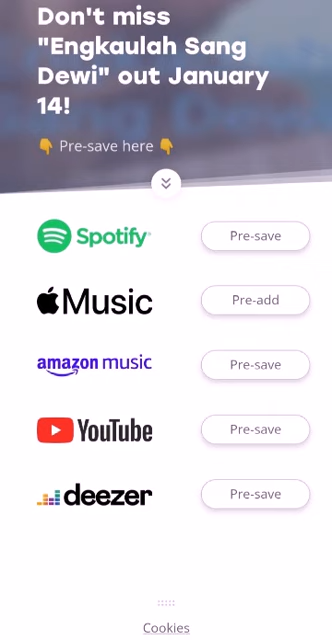 Don't miss
"Engkaulah Sang
Dewi" out January
14!
👇 Pre-save here 👇
Spotify Pre-save
Music Pre-add
amazon music Pre-save
YouTube Pre-save
deezer Pre-save
Cookies